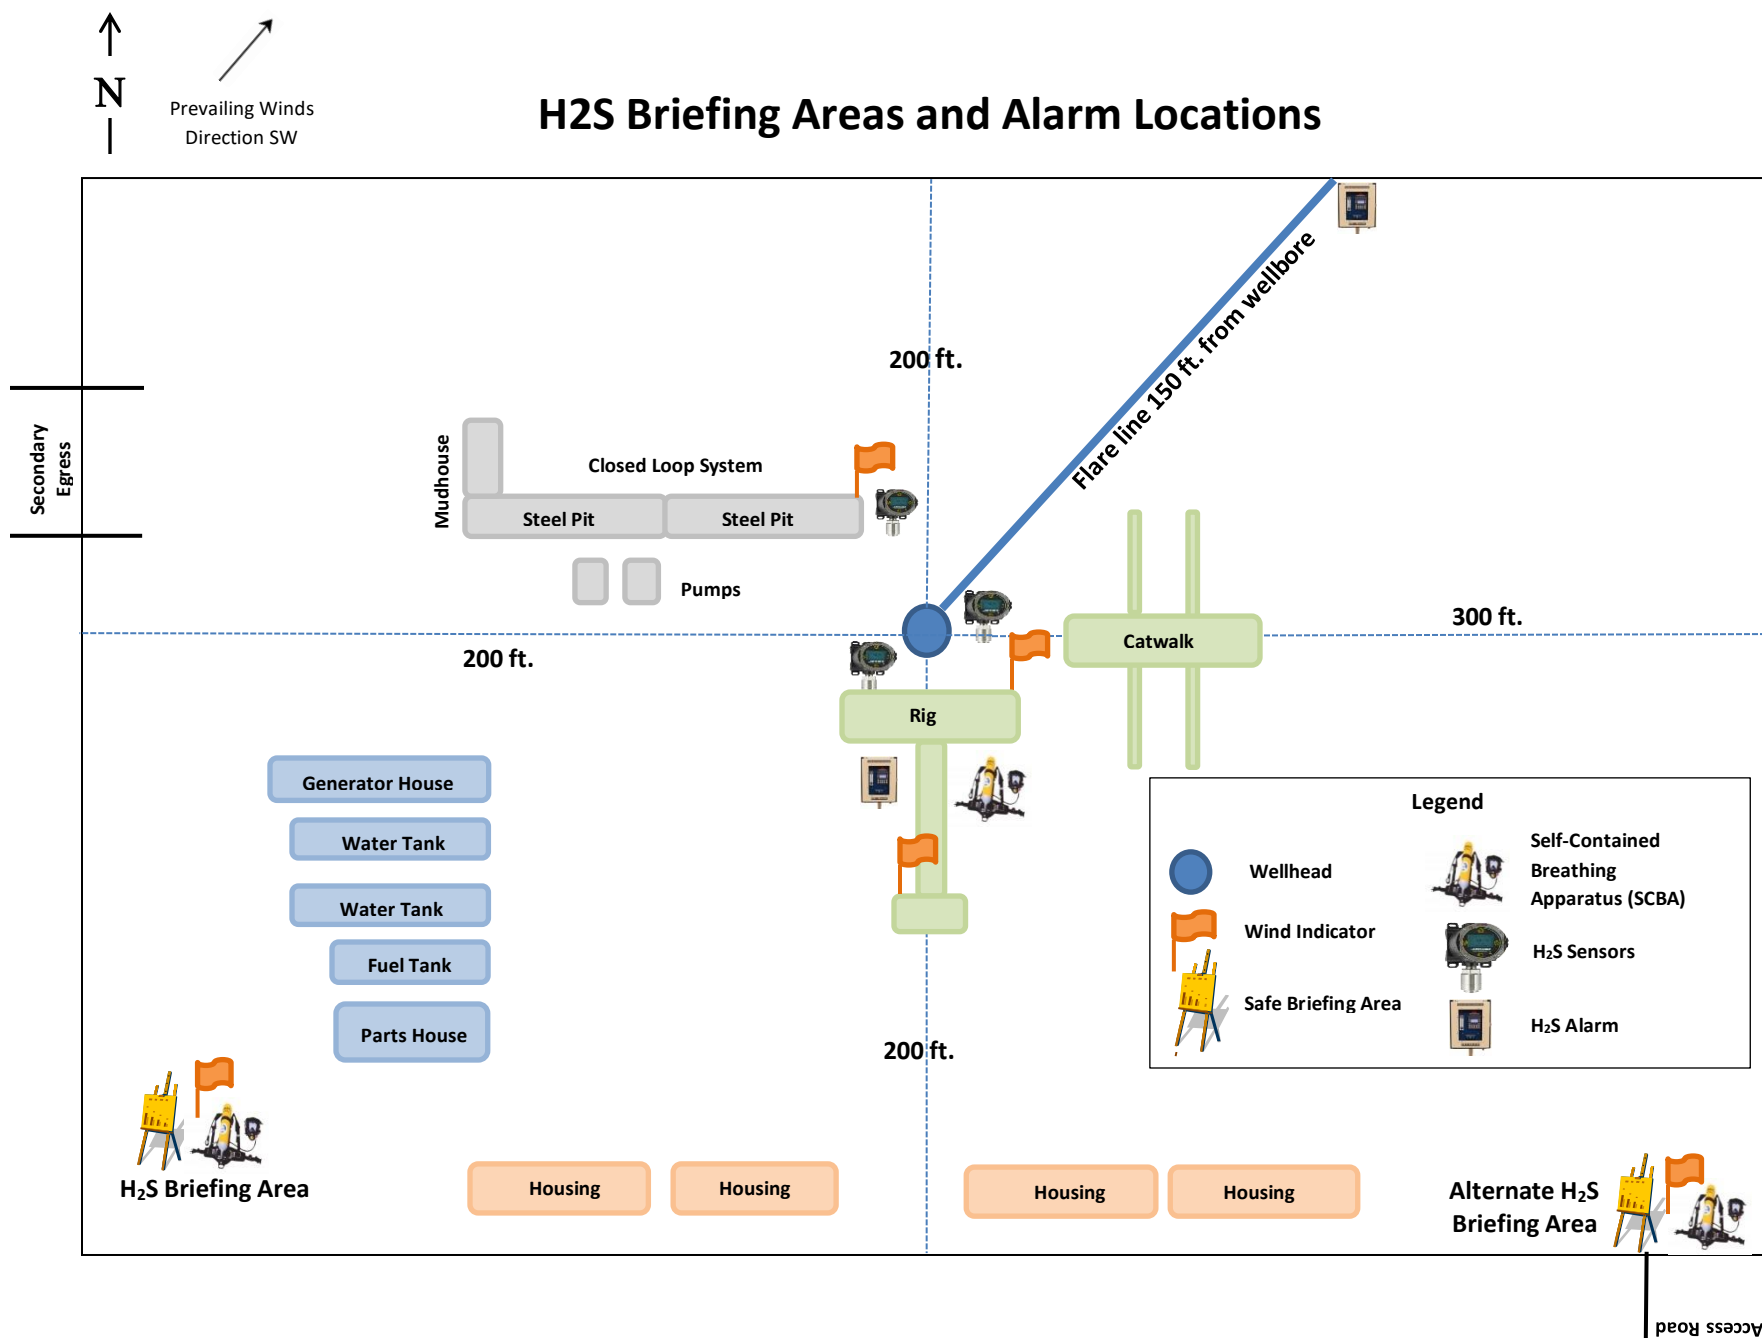 N
Prevailing Winds
Direction SW
H2S Briefing Areas and Alarm Locations
200 ft.
Flare line 150 ft. from wellbore
Secondary
Egress
Mudhouse
Closed Loop System
Steel Pit
Steel Pit
Pumps
300 ft.
200 ft.
Catwalk
Rig
Generator House
Water Tank
Water Tank
Fuel Tank
Parts House
200 ft.
Legend
Wellhead
Wind Indicator
Safe Briefing Area
Self-Contained
Breathing
Apparatus (SCBA)
H₂S Sensors
H₂S Alarm
H₂S Briefing Area
Housing
Housing
Housing
Housing
Alternate H₂S
Briefing Area
Access Road